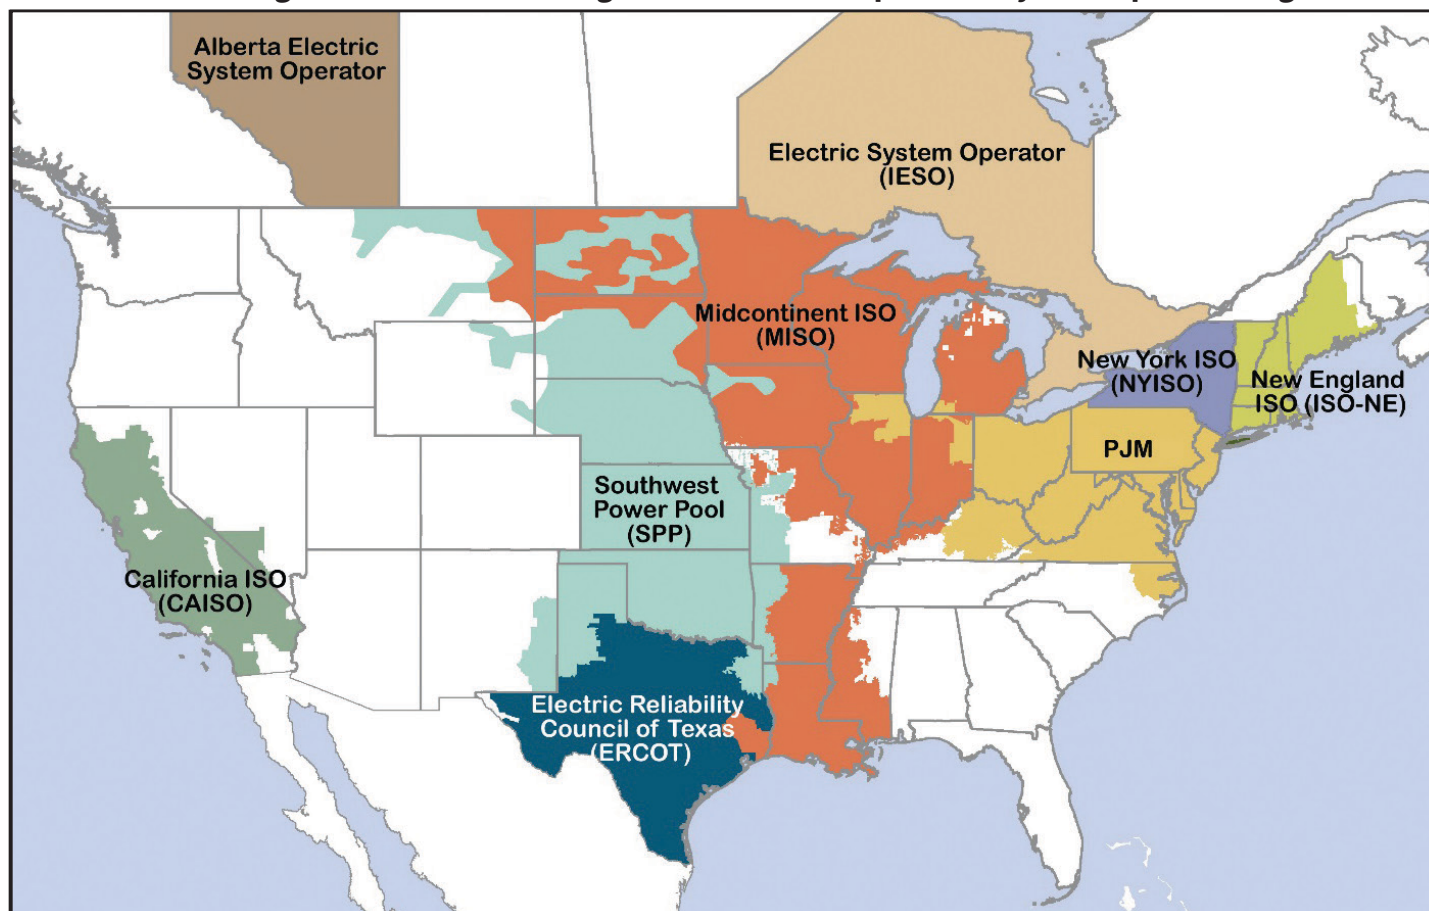 Alberta Electric
System Operator
Electric System Operator
(IESO)
Midcontinent ISO
(MISO)
New York ISO
(NYISO)
New England
ISO (ISO-NE)
PJM
Southwest
Power Pool
(SPP)
California ISO
(CAISO)
Electric Reliability
Council of Texas
(ERCOT)